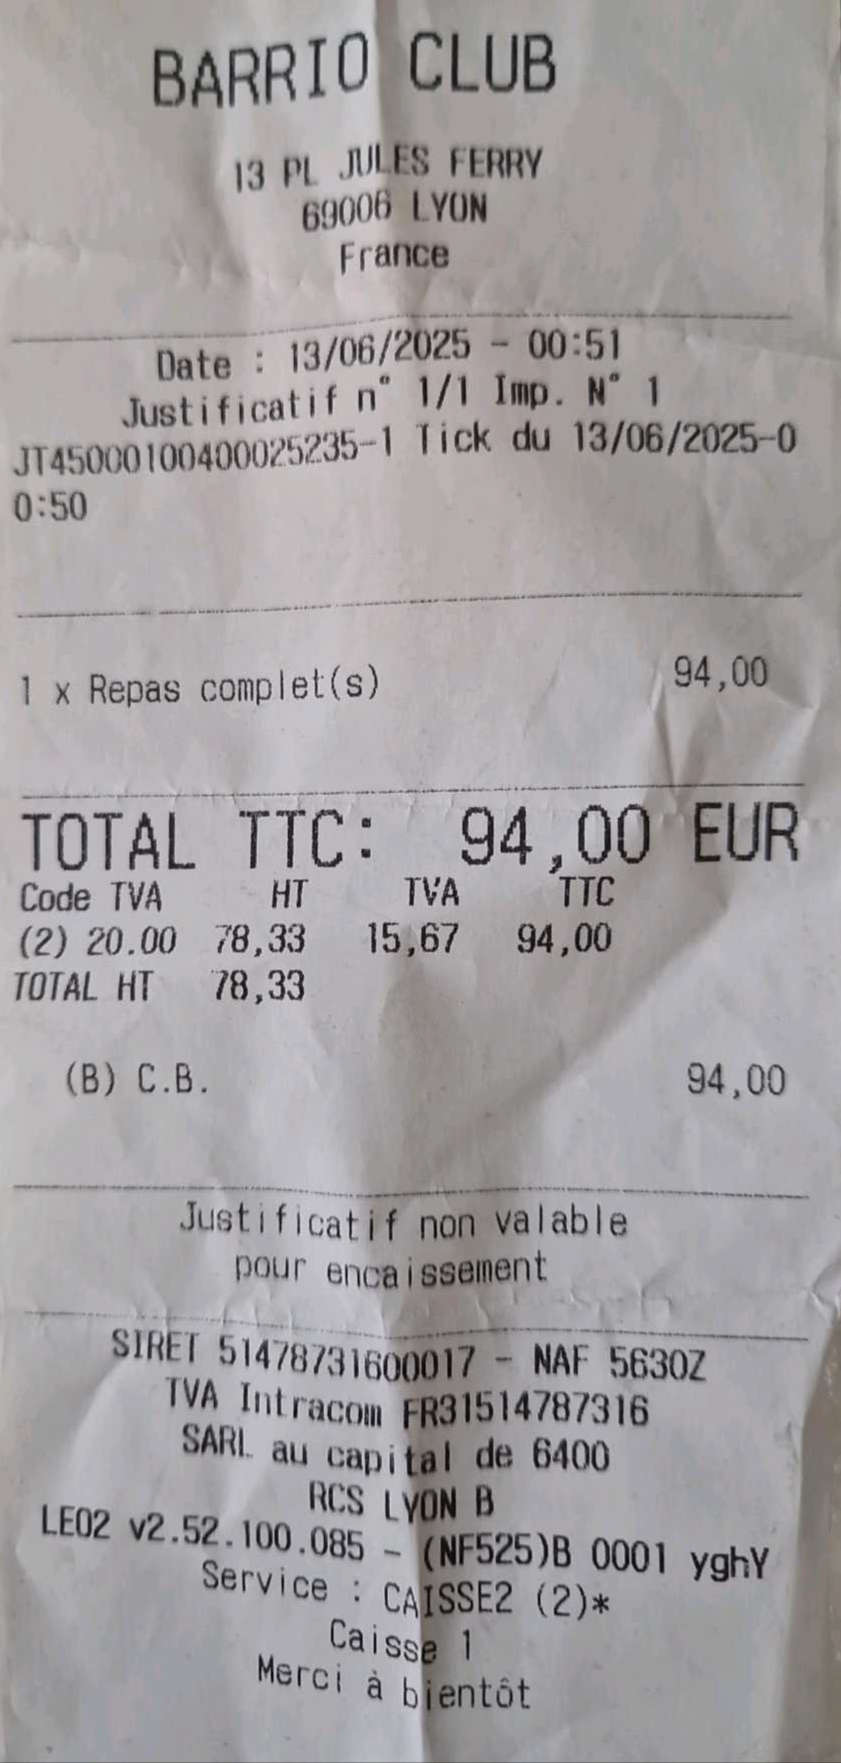 BARRIO CLUB
13 PL JULES FERRY
69006 LYON
France
Date : 13/06/2025 - 00:51
Justificatif n° 1/1 Imp. N° 1
JT45000100400025235-1 Tick du 13/06/2025-0
0:50
1 x Repas complet(s) 94,00
TOTAL TTC: 94,00 EUR
Code TVA HT TVA TTC
(2) 20.00 78,33 15,67 94,00
TOTAL HT 78,33
(B) C.B. 94,00
Justificatif non valable
pour encaissement
SIRET 51478731600017 - NAF 5630Z
TVA Intracom FR31514787316
SARL au capital de 6400
RCS LYON B
LEO2 v2.52.100.085 - (NF525)B 0001 yghY
Service : CAISSE2 (2)*
Caisse 1
Merci à bientôt